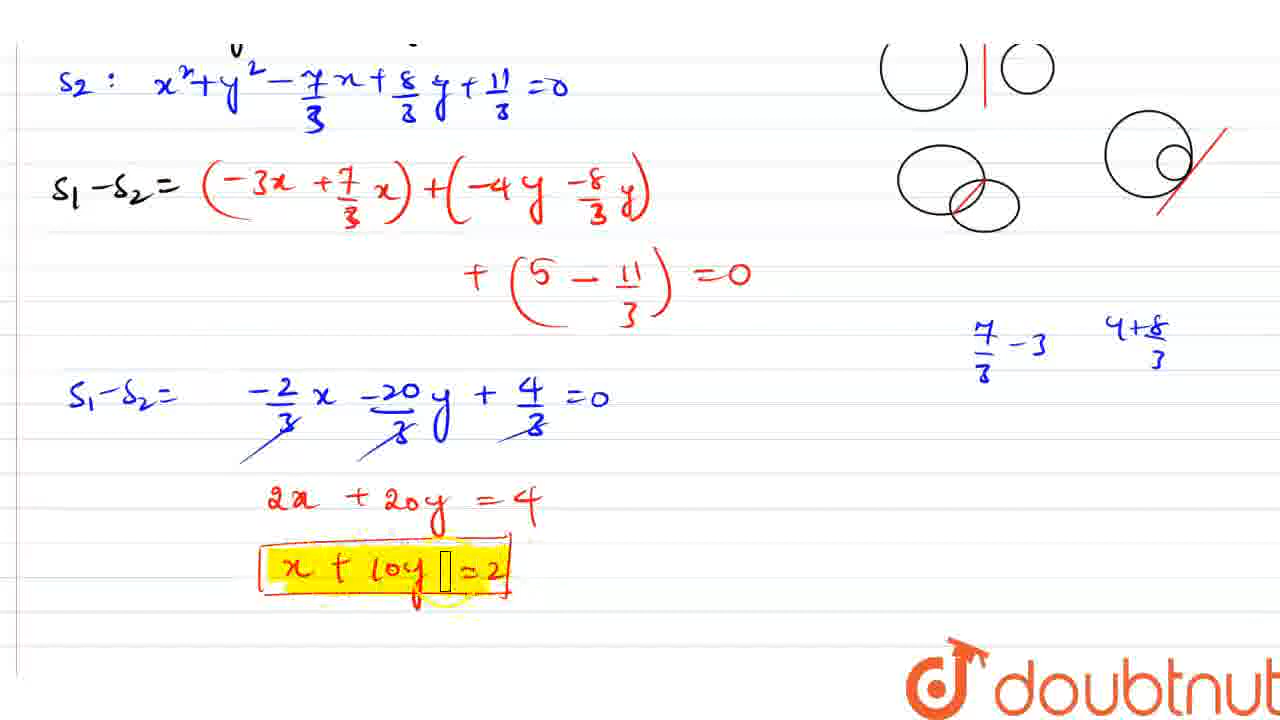 S2 : x² + y² - 7/3 x + 8/3 y + 11/3 = 0
S₁ - S₂ = (-3x + 7/3 x) + (-4y - 8/3 y)
+ (5 - 11/3) = 0
7/3 - 3 4 + 8/3
S₁ - S₂ = -2/3 x - 20/3 y + 4/3 = 0
2x + 20y = 4
x + 10y = 2
doubtnut